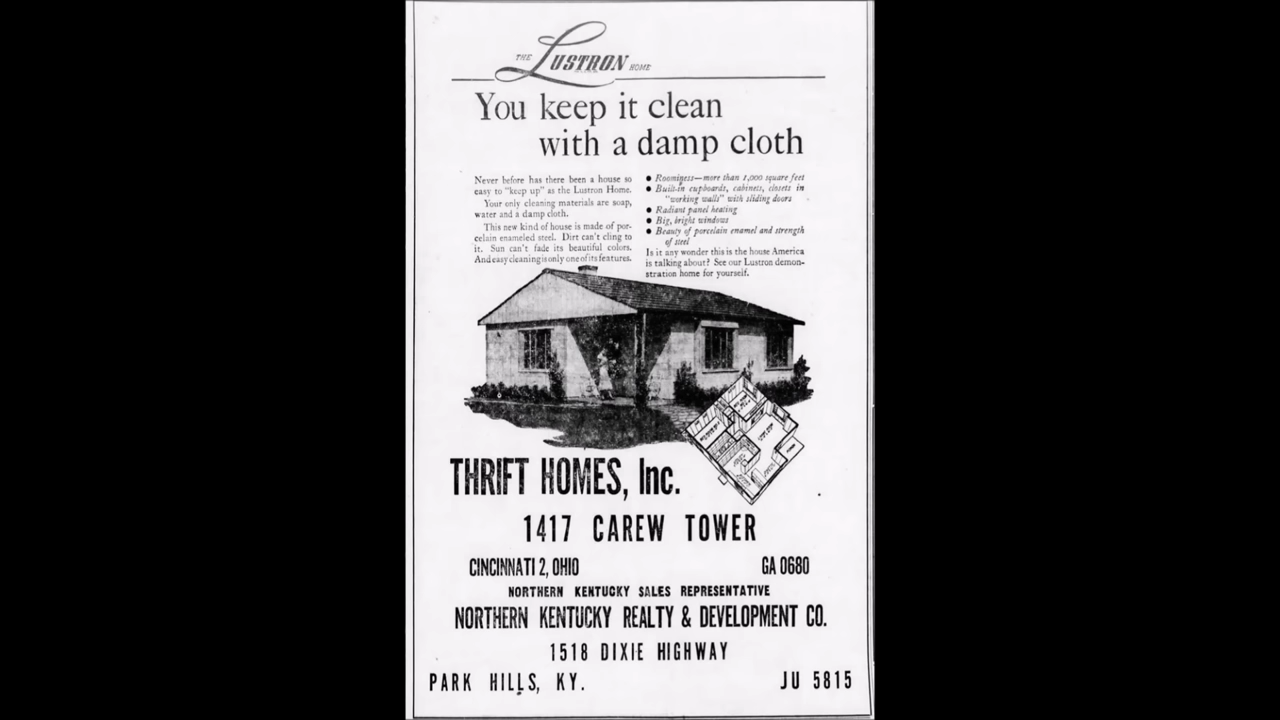 THE LUSTRON HOME
You keep it clean
with a damp cloth
Never before has there been a house so
easy to "keep up" as the Lustron Home.
Your only cleaning materials are soap,
water and a damp cloth.
This new kind of house is made of por-
celain enameled steel. Dirt can't cling to
it. Sun can't fade its beautiful colors.
And easy cleaning is only one of its features.
● Roominess—more than 1,000 square feet
● Built-in cupboards, cabinets, closets in
"working walls" with sliding doors
● Radiant panel heating
● Big, bright windows
● Beauty of porcelain enamel and strength
of steel
Is it any wonder this is the house America
is talking about? See our Lustron demon-
stration home for yourself.
THRIFT HOMES, Inc.
1417 CAREW TOWER
CINCINNATI 2, OHIO GA 0680
NORTHERN KENTUCKY SALES REPRESENTATIVE
NORTHERN KENTUCKY REALTY & DEVELOPMENT CO.
1518 DIXIE HIGHWAY
PARK HILLS, KY. JU 5815